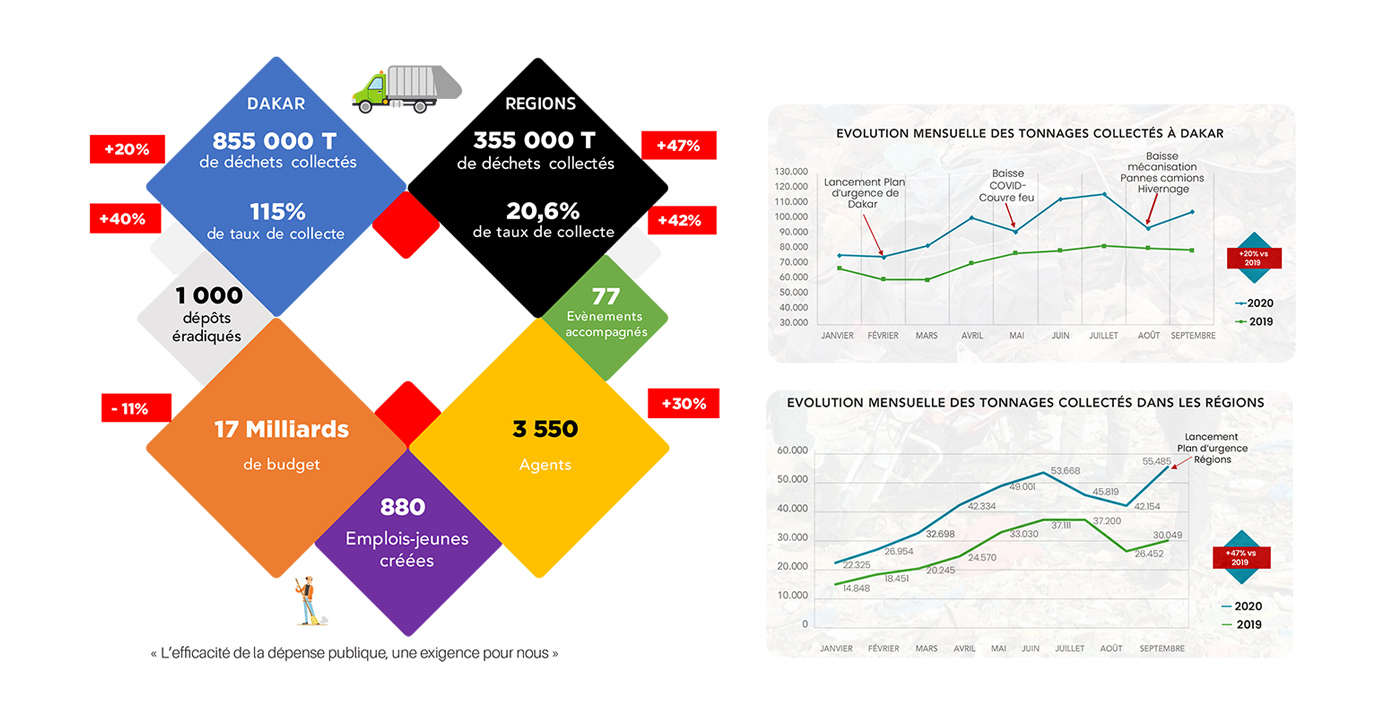 DAKAR
855 000 T
de déchets collectés
115%
de taux de collecte
+20%
+40%
REGIONS
355 000 T
de déchets collectés
20,6%
de taux de collecte
+47%
+42%
1 000
dépôts
éradiqués
77
Evènements
accompagnés
- 11%
17 Milliards
de budget
+30%
3 550
Agents
880
Emplois-jeunes
créées
« L'efficacité de la dépense publique, une exigence pour nous »
EVOLUTION MENSUELLE DES TONNAGES COLLECTÉS À DAKAR
130.000
120.000
110.000
100.000
90.000
80.000
70.000
60.000
50.000
40.000
30.000
Lancement Plan
d'urgence de
Dakar
Baisse
COVID-
Couvre feu
Baisse
mécanisation
Pannes camions
Hivernage
JANVIER FÉVRIER MARS AVRIL MAI JUIN JUILLET AOÛT SEPTEMBRE
+20% vs
2019
2020
2019
EVOLUTION MENSUELLE DES TONNAGES COLLECTÉS DANS LES RÉGIONS
60.000
50.000
40.000
30.000
20.000
10.000
0
Lancement
Plan d'urgence
Régions
22.325
26.954
32.698
42.334
49.001
53.668
45.819
42.154
55.485
14.848
18.451
20.245
24.570
33.030
37.111
37.200
26.452
30.049
JANVIER FÉVRIER MARS AVRIL MAIS JUIN JUILLET AOÛT SEPTEMBRE
+47% vs
2019
2020
2019